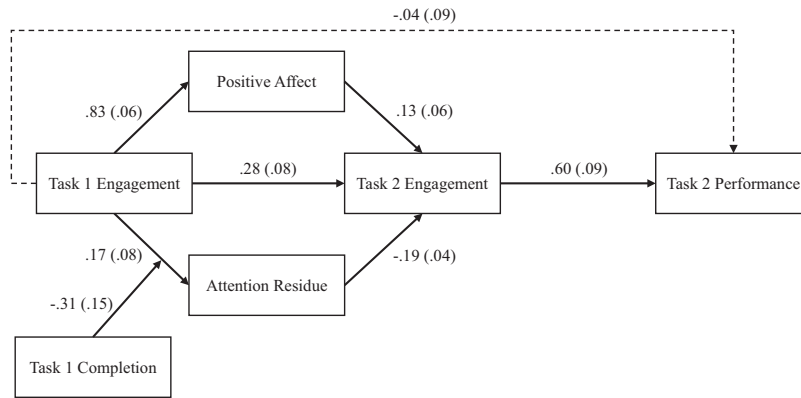 -.04 (.09)
Positive Affect
.83 (.06)
.13 (.06)
Task 1 Engagement
.28 (.08)
Task 2 Engagement
.60 (.09)
Task 2 Performance
.17 (.08)
Attention Residue
-.19 (.04)
-.31 (.15)
Task 1 Completion